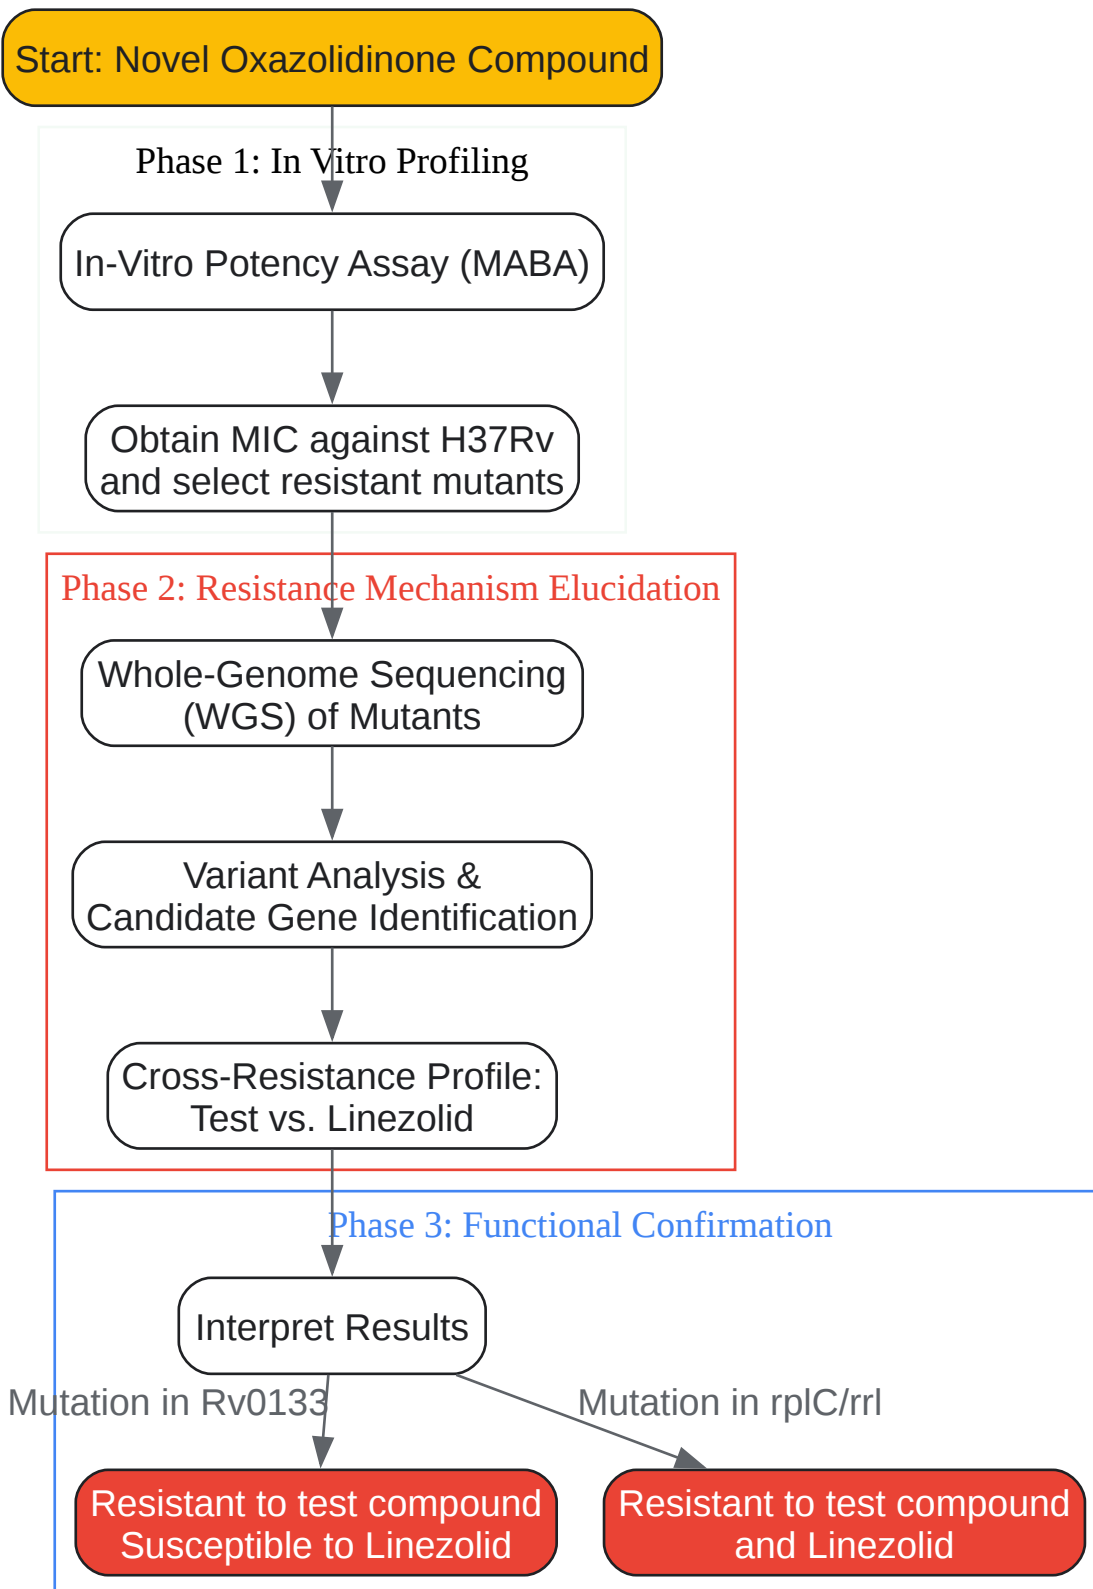 Start: Novel Oxazolidinone Compound
Phase 1: In Vitro Profiling
In-Vitro Potency Assay (MABA)
Obtain MIC against H37Rv
and select resistant mutants
Phase 2: Resistance Mechanism Elucidation
Whole-Genome Sequencing
(WGS) of Mutants
Variant Analysis &
Candidate Gene Identification
Cross-Resistance Profile:
Test vs. Linezolid
Phase 3: Functional Confirmation
Interpret Results
Mutation in Rv0133
Mutation in rplC/rrl
Resistant to test compound
Susceptible to Linezolid
Resistant to test compound
and Linezolid